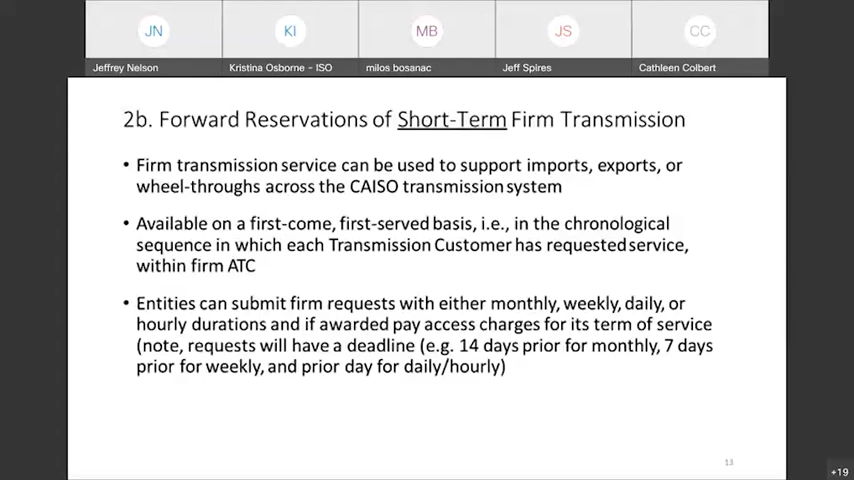 JN
KI
MB
JS
CC
Jeffrey Nelson
Kristina Osborne - ISO
milos bosanac
Jeff Spires
Cathleen Colbert
2b. Forward Reservations of Short-Term Firm Transmission
• Firm transmission service can be used to support imports, exports, or
wheel-throughs across the CAISO transmission system
• Available on a first-come, first-served basis, i.e., in the chronological
sequence in which each Transmission Customer has requested service,
within firm ATC
• Entities can submit firm requests with either monthly, weekly, daily, or
hourly durations and if awarded pay access charges for its term of service
(note, requests will have a deadline (e.g. 14 days prior for monthly, 7 days
prior for weekly, and prior day for daily/hourly)
13
+19